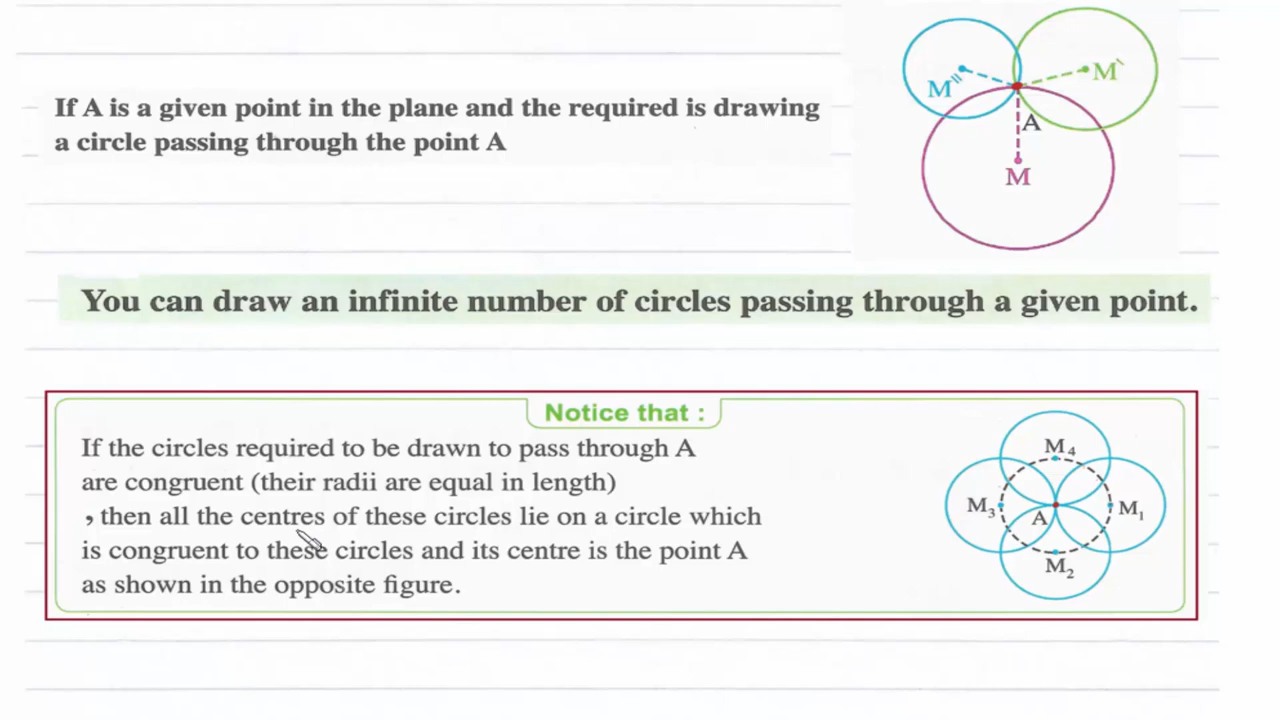 If A is a given point in the plane and the required is drawing
a circle passing through the point A
M''
M'
A
M
You can draw an infinite number of circles passing through a given point.
Notice that :
If the circles required to be drawn to pass through A
are congruent (their radii are equal in length)
, then all the centres of these circles lie on a circle which
is congruent to these circles and its centre is the point A
as shown in the opposite figure.
M4
M3
A
M1
M2